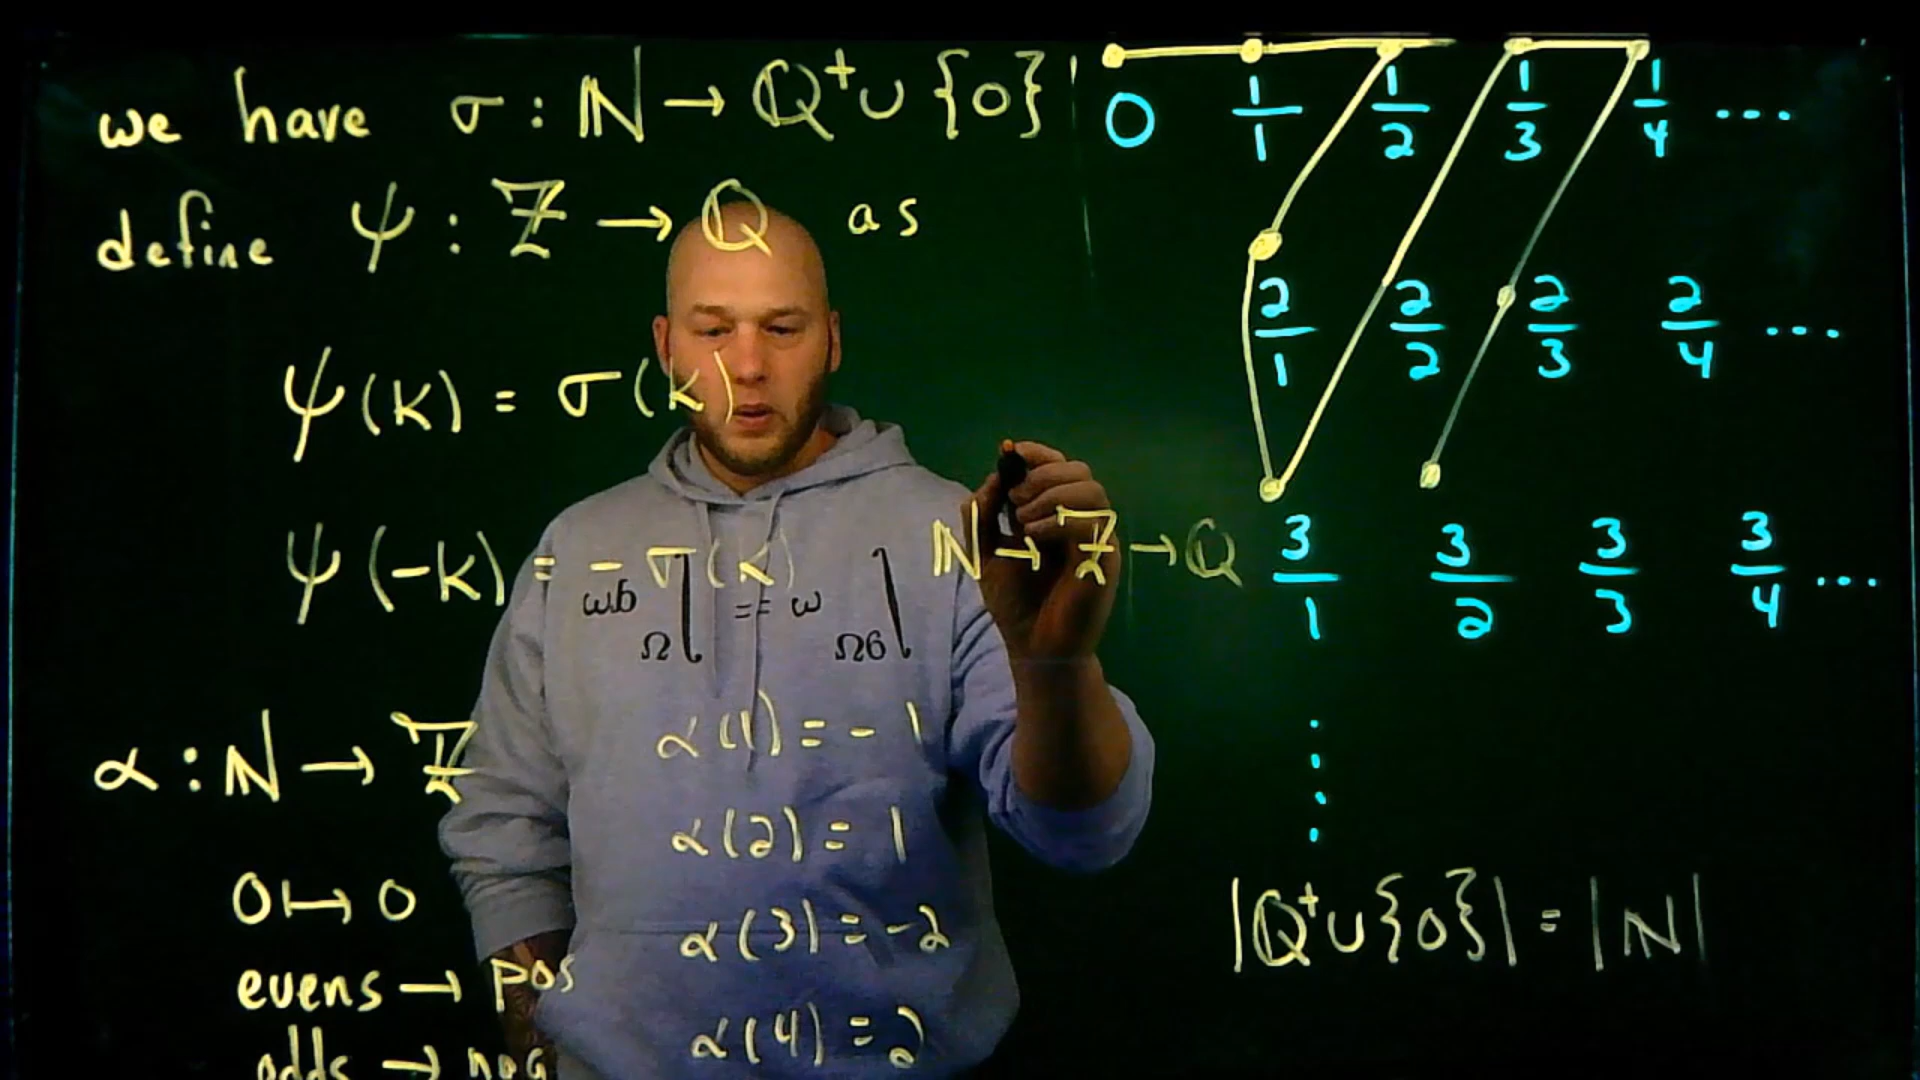 we have σ : ℕ → ℚ⁺ ∪ {0}
define ψ : ℤ → ℚ as
ψ(k) = σ(k)
ψ(-k) = -σ(k)
ℕ → ℤ → ℚ
α : ℕ → ℤ
0 ↦ 0
evens → pos
odds → neg
α(1) = -1
α(2) = 1
α(3) = -2
α(4) = 2
0 1/1 1/2 1/3 1/4 ...
2/1 2/2 2/3 2/4 ...
3/1 3/2 3/3 3/4 ...
|ℚ⁺ ∪ {0}| = |ℕ|